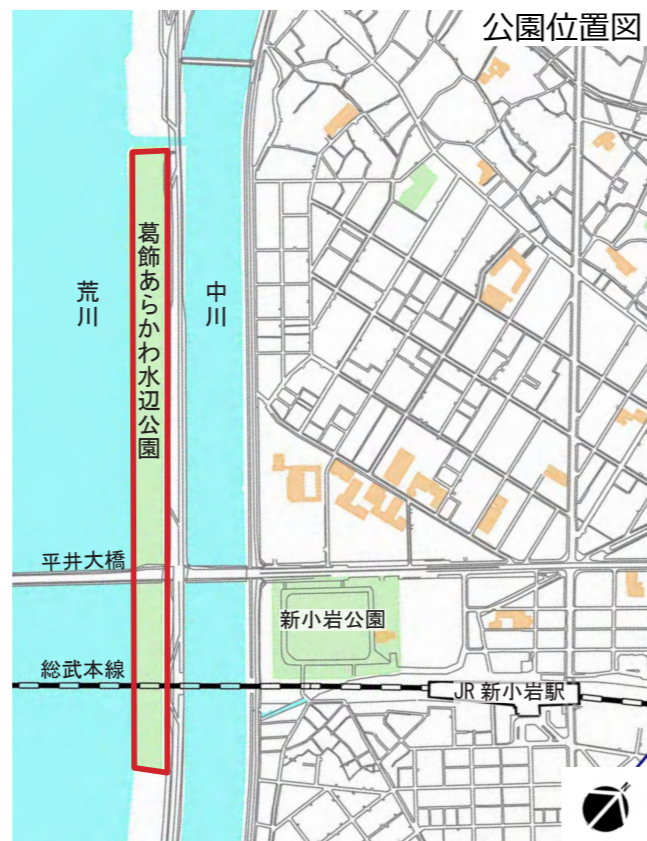 公園位置図
葛飾あらかわ水辺公園
荒川
中川
平井大橋
新小岩公園
総武本線
JR 新小岩駅
N